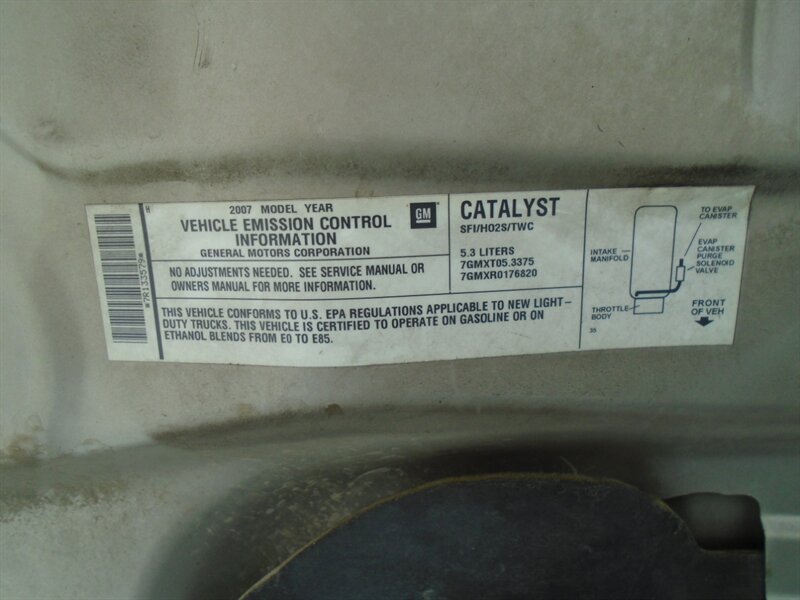 *W7R133579*
H
2007 MODEL YEAR
VEHICLE EMISSION CONTROL
INFORMATION
GENERAL MOTORS CORPORATION
GM
NO ADJUSTMENTS NEEDED. SEE SERVICE MANUAL OR
OWNERS MANUAL FOR MORE INFORMATION.
THIS VEHICLE CONFORMS TO U.S. EPA REGULATIONS APPLICABLE TO NEW LIGHT-
DUTY TRUCKS. THIS VEHICLE IS CERTIFIED TO OPERATE ON GASOLINE OR ON
ETHANOL BLENDS FROM E0 TO E85.
CATALYST
SFI/HO2S/TWC
5.3 LITERS
7GMXT05.3375
7GMXR0176820
TO EVAP
CANISTER
INTAKE
MANIFOLD
EVAP
CANISTER
PURGE
SOLENOID
VALVE
THROTTLE
BODY
FRONT
OF VEH
35